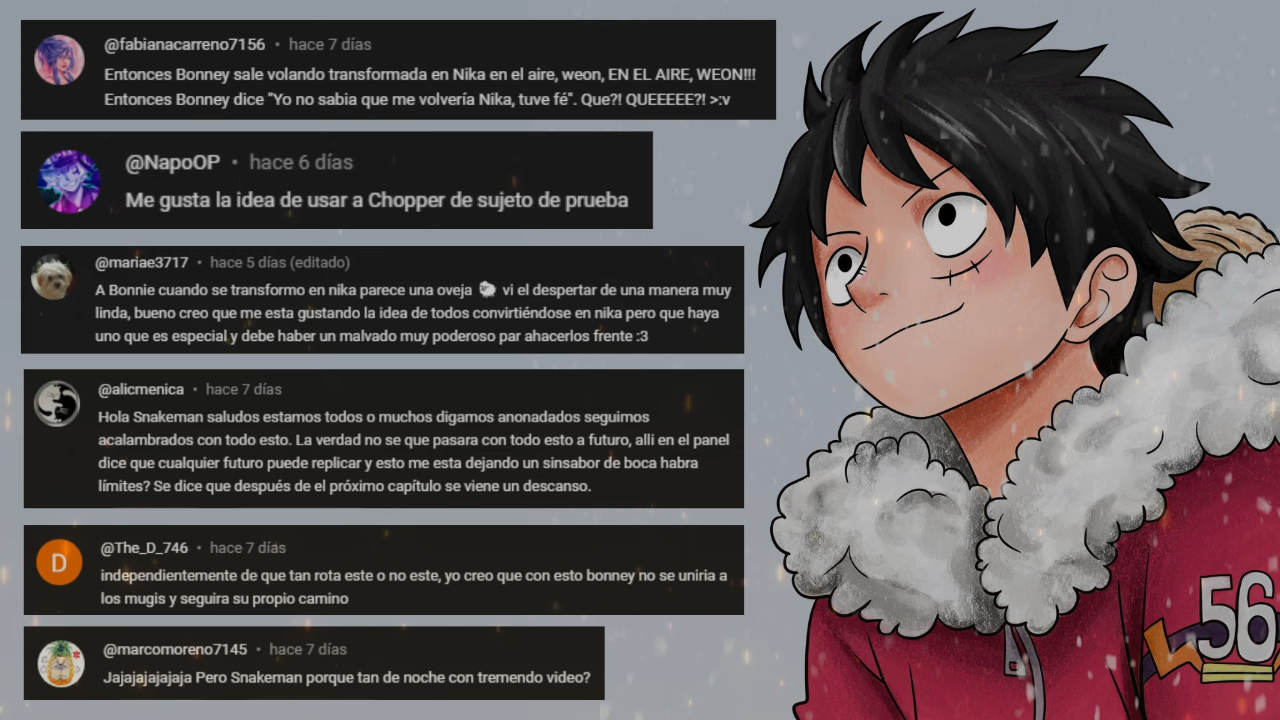 @fabianacarreno7156 • hace 7 días
Entonces Bonney sale volando transformada en Nika en el aire, weon, EN EL AIRE, WEON!!!
Entonces Bonney dice "Yo no sabia que me volvería Nika, tuve fé". Que?! QUEEEEE?! >:v
@NapoOP • hace 6 días
Me gusta la idea de usar a Chopper de sujeto de prueba
@mariae3717 • hace 5 días (editado)
A Bonnie cuando se transformo en nika parece una oveja 🐑 vi el despertar de una manera muy
linda, bueno creo que me esta gustando la idea de todos convirtiéndose en nika pero que haya
uno que es especial y debe haber un malvado muy poderoso par ahacerlos frente :3
@alicmenica • hace 7 días
Hola Snakeman saludos estamos todos o muchos digamos anonadados seguimos
acalambrados con todo esto. La verdad no se que pasara con todo esto a futuro, alli en el panel
dice que cualquier futuro puede replicar y esto me esta dejando un sinsabor de boca habra
límites? Se dice que después de el próximo capítulo se viene un descanso.
D
@The_D_746 • hace 7 días
independientemente de que tan rota este o no este, yo creo que con esto bonney no se uniria a
los mugis y seguira su propio camino
@marcomoreno7145 • hace 7 días
Jajajajajajaja Pero Snakeman porque tan de noche con tremendo video?
56